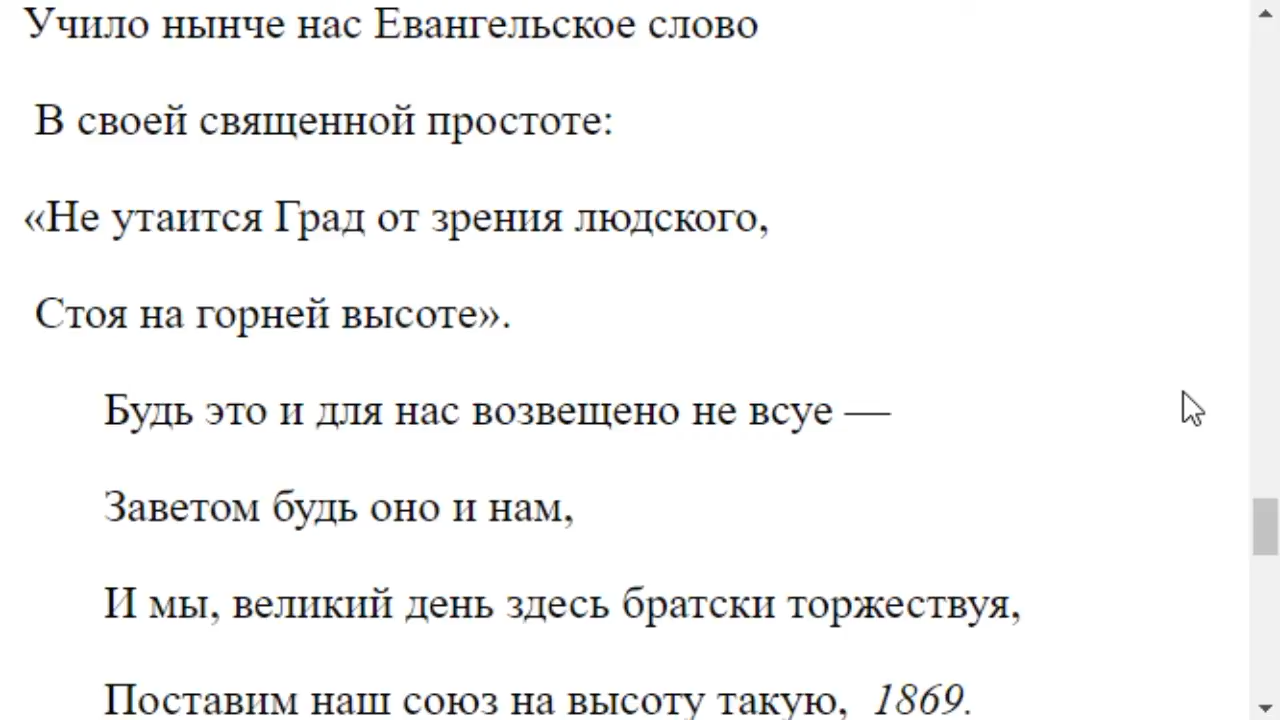 Учило нынче нас Евангельское слово
В своей священной простоте:
«Не утаится Град от зрения людского,
Стоя на горней высоте».
Будь это и для нас возвещено не всуе —
Заветом будь оно и нам,
И мы, великий день здесь братски торжествуя,
Поставим наш союз на высоту такую, 1869.